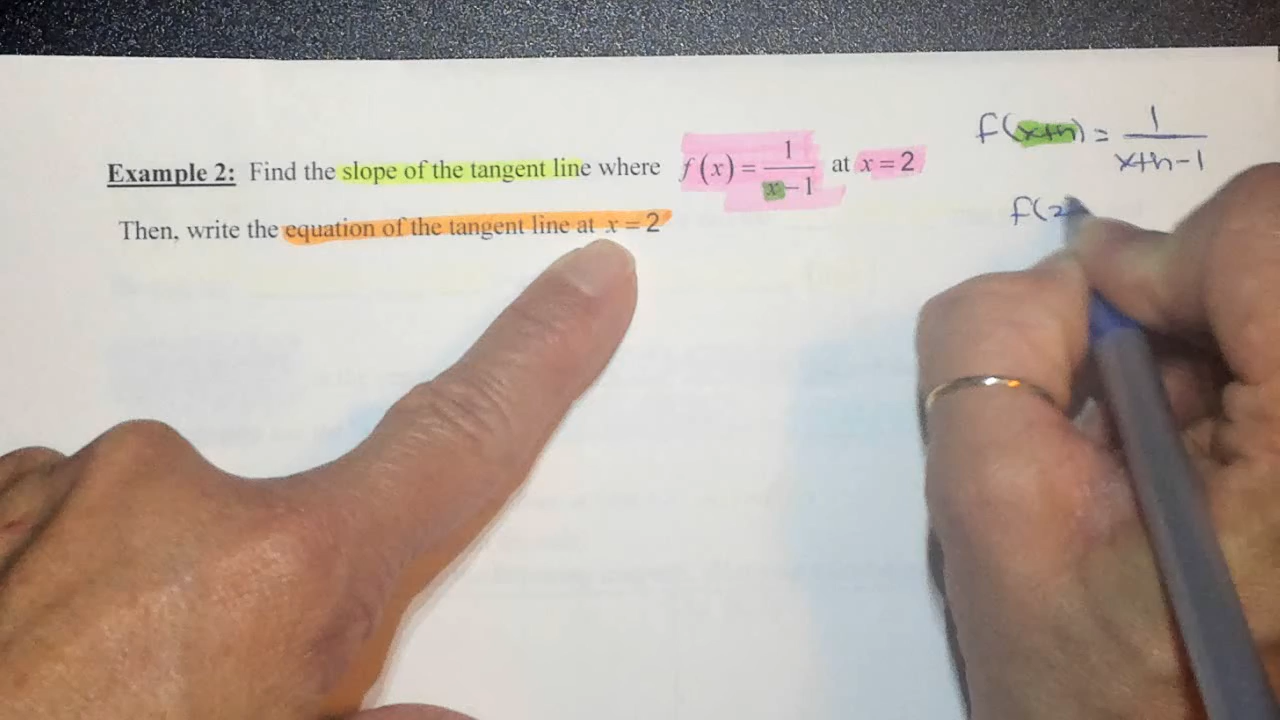 Example 2: Find the slope of the tangent line where f(x) = 1/(x-1) at x = 2
Then, write the equation of the tangent line at x = 2
f(x+h) = 1/(x+h-1)
f(2